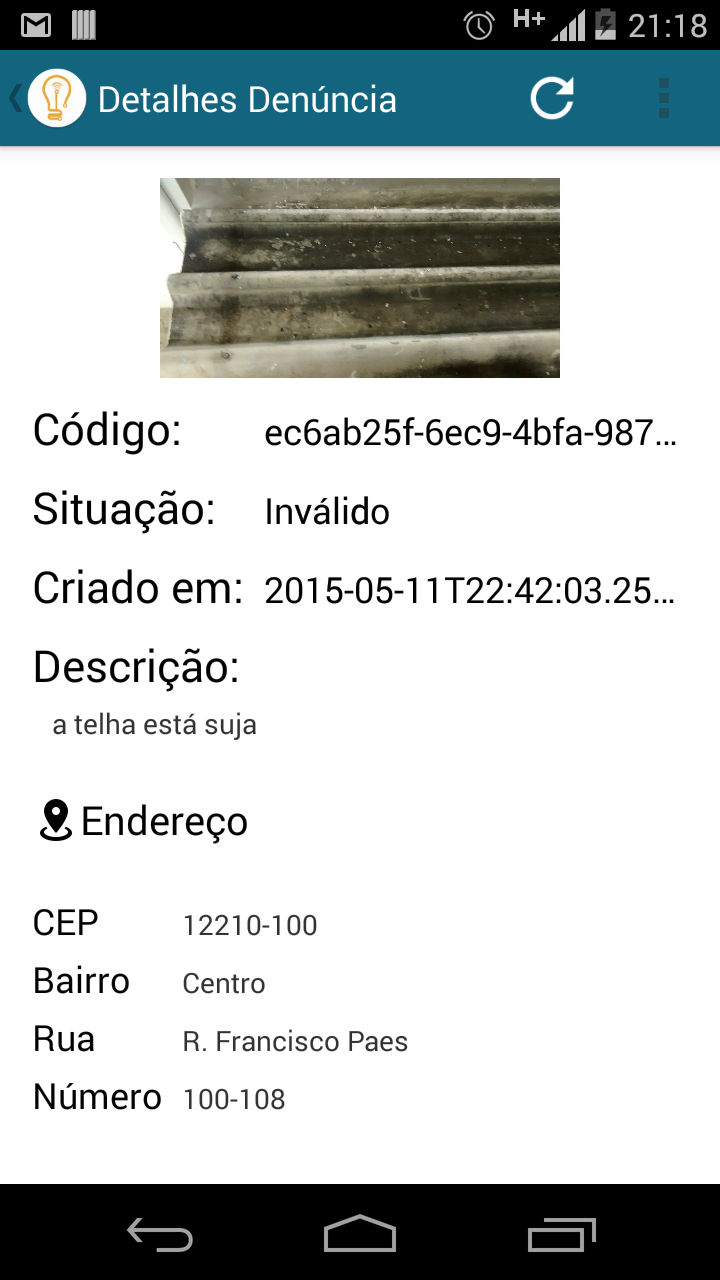 H+ 21:18
Detalhes Denúncia
Código: ec6ab25f-6ec9-4bfa-987...
Situação: Inválido
Criado em: 2015-05-11T22:42:03.25...
Descrição:
a telha está suja
Endereço
CEP 12210-100
Bairro Centro
Rua R. Francisco Paes
Número 100-108